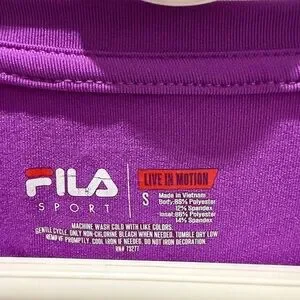 FILA
SPORT
LIVE IN MOTION
S
Made in Vietnam
Body: 88% Polyester
12% Spandex
Inset: 86% Polyester
14% Spandex
MACHINE WASH COLD WITH LIKE COLORS.
GENTLE CYCLE. ONLY NON-CHLORINE BLEACH WHEN NEEDED. TUMBLE DRY LOW
PROMPTLY. COOL IRON IF NEEDED. DO NOT IRON DECORATION.
RN# 73277